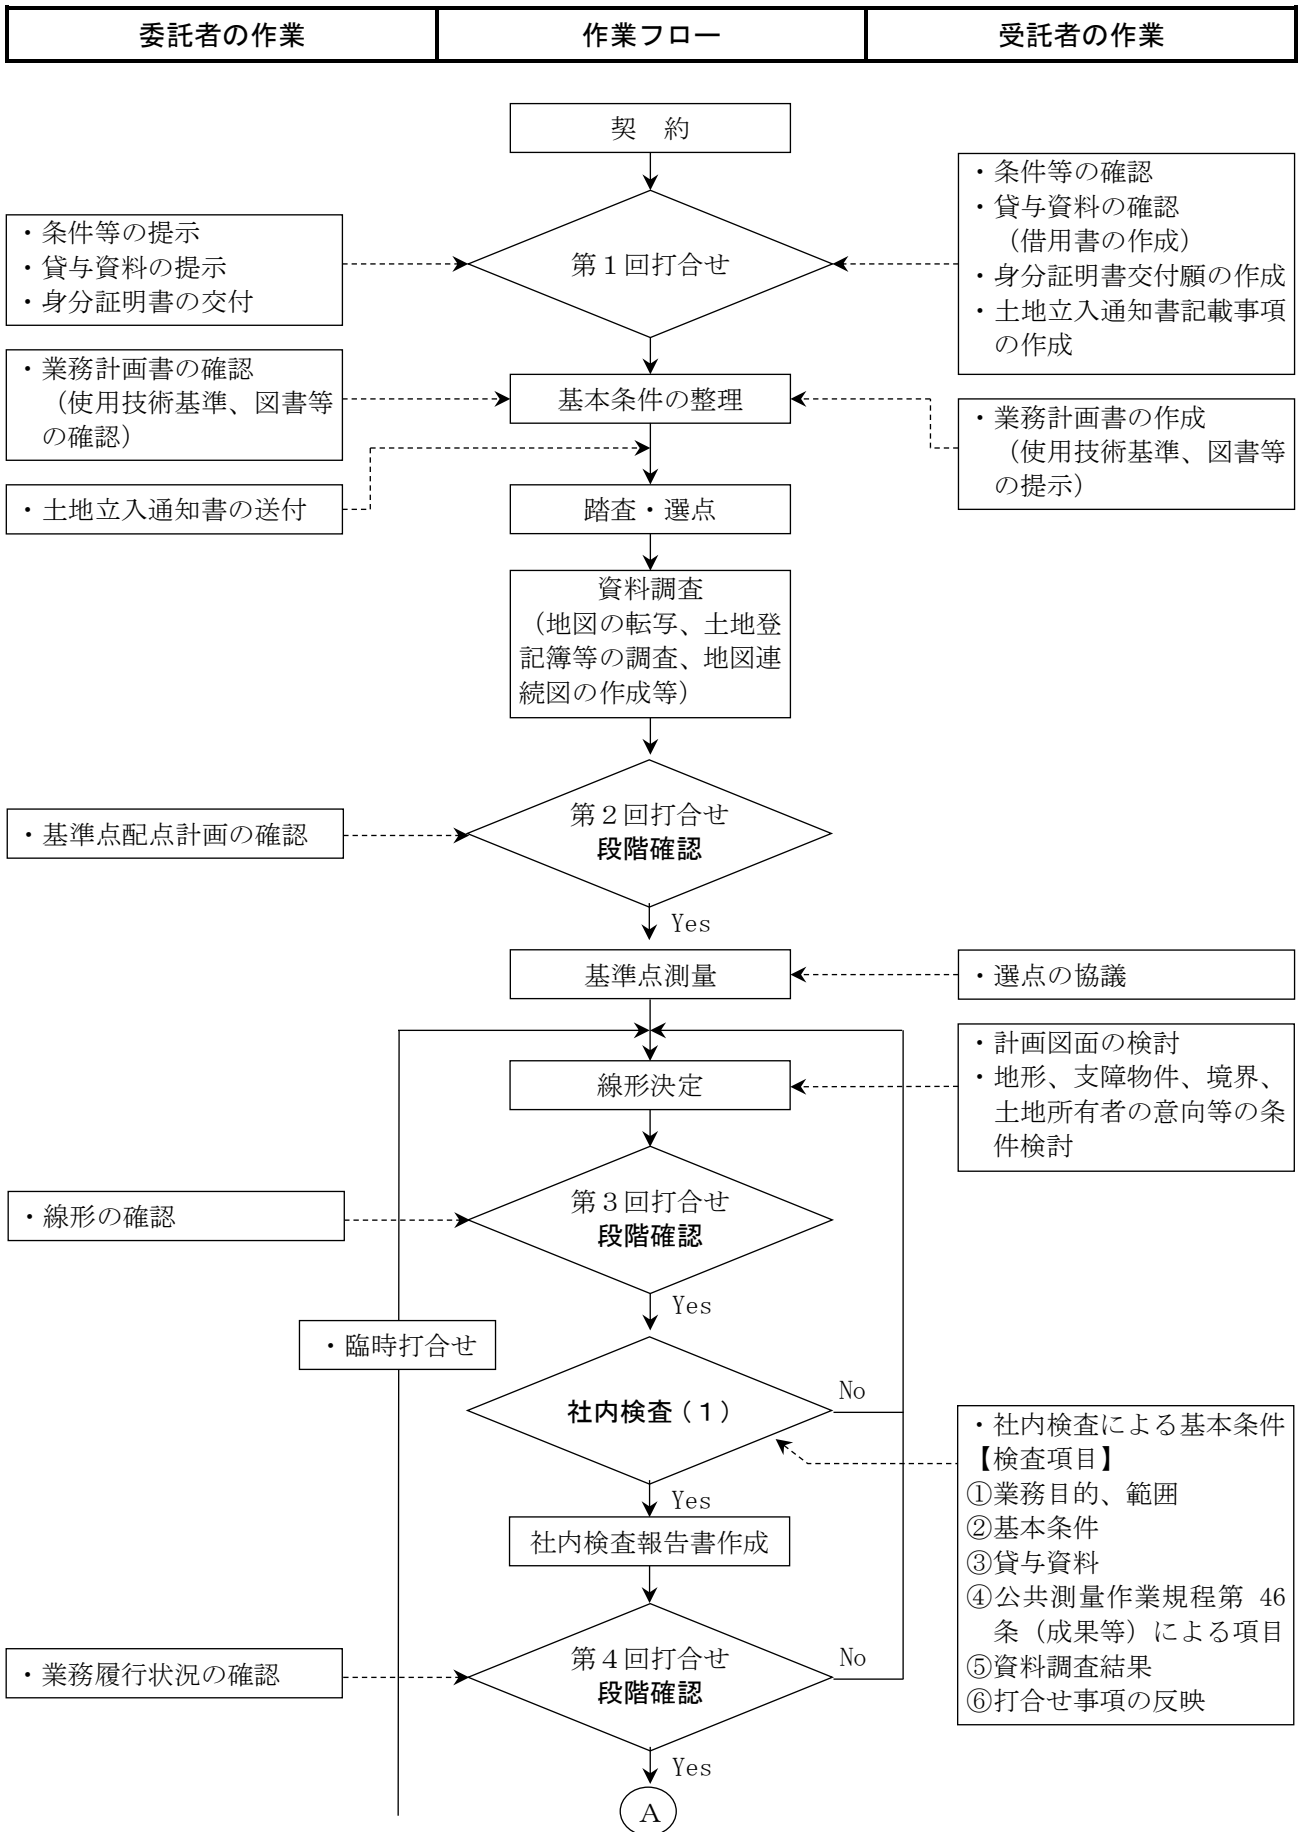 委託者の作業
作業フロー
受託者の作業
契　約
・条件等の確認
・貸与資料の確認
（借用書の作成）
・身分証明書交付願の作成
・土地立入通知書記載事項
の作成
・条件等の提示
・貸与資料の提示
・身分証明書の交付
第１回打合せ
・業務計画書の確認
（使用技術基準、図書等
の確認）
基本条件の整理
・業務計画書の作成
（使用技術基準、図書等
の提示）
・土地立入通知書の送付
踏査・選点
資料調査
（地図の転写、土地登
記簿等の調査、地図連
続図の作成等）
・基準点配点計画の確認
第２回打合せ
段階確認
Yes
基準点測量
・選点の協議
線形決定
・計画図面の検討
・地形、支障物件、境界、
土地所有者の意向等の条
件検討
・線形の確認
第３回打合せ
段階確認
Yes
・臨時打合せ
社内検査（１）
No
・社内検査による基本条件
【検査項目】
①業務目的、範囲
②基本条件
③貸与資料
④公共測量作業規程第 46
条（成果等）による項目
⑤資料調査結果
⑥打合せ事項の反映
Yes
社内検査報告書作成
・業務履行状況の確認
第４回打合せ
段階確認
No
Yes
A